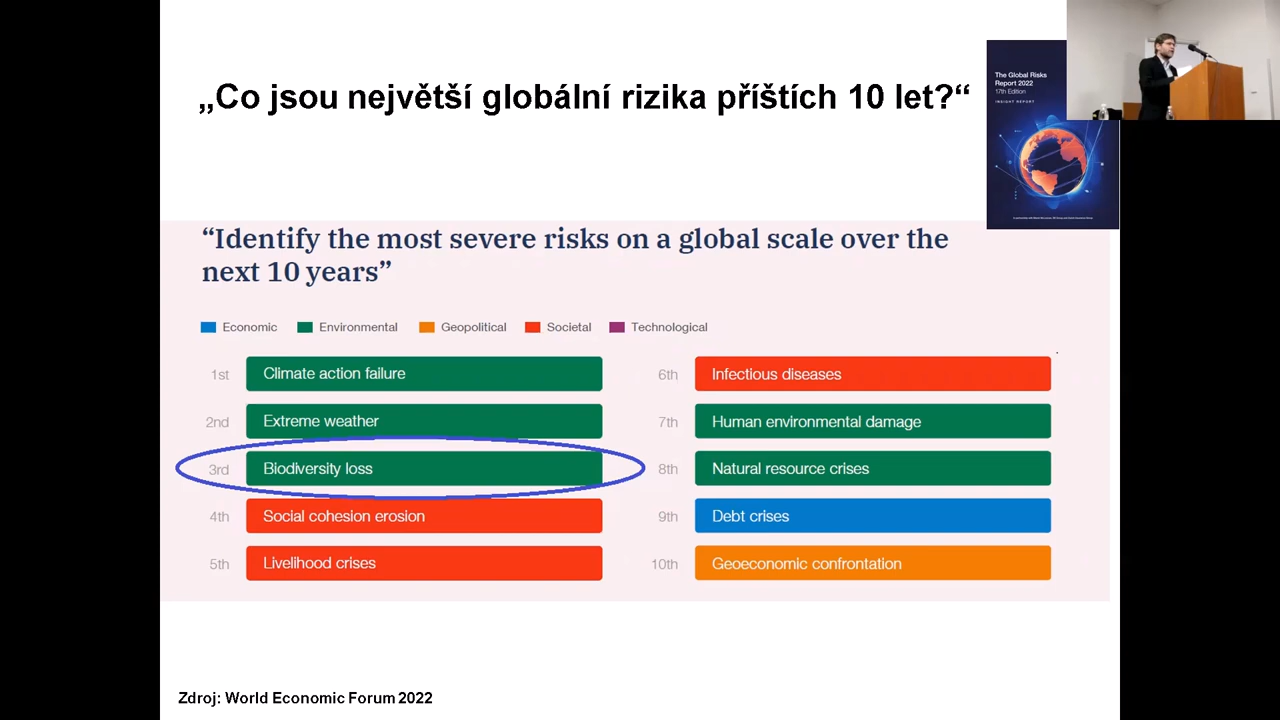 „Co jsou největší globální rizika příštích 10 let?“
The Global Risks
Report 2022
17th Edition
INSIGHT REPORT
“Identify the most severe risks on a global scale over the
next 10 years”
Economic
Environmental
Geopolitical
Societal
Technological
1st Climate action failure
2nd Extreme weather
3rd Biodiversity loss
4th Social cohesion erosion
5th Livelihood crises
6th Infectious diseases
7th Human environmental damage
8th Natural resource crises
9th Debt crises
10th Geoeconomic confrontation
Zdroj: World Economic Forum 2022